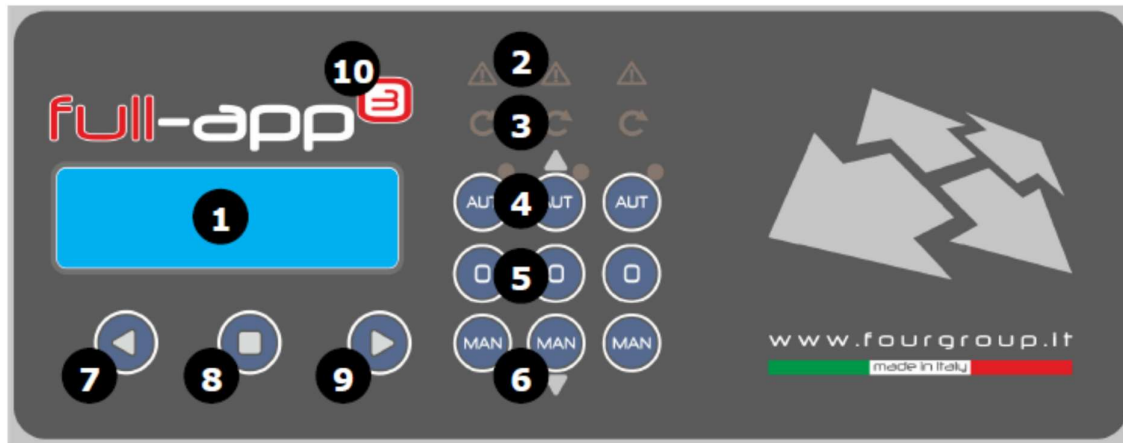 10
full-app 3
1
2
3
AUT 4 AUT AUT
O 5 O O
MAN MAN MAN
7 8 9 6
www.fourgroup.it
made in italy